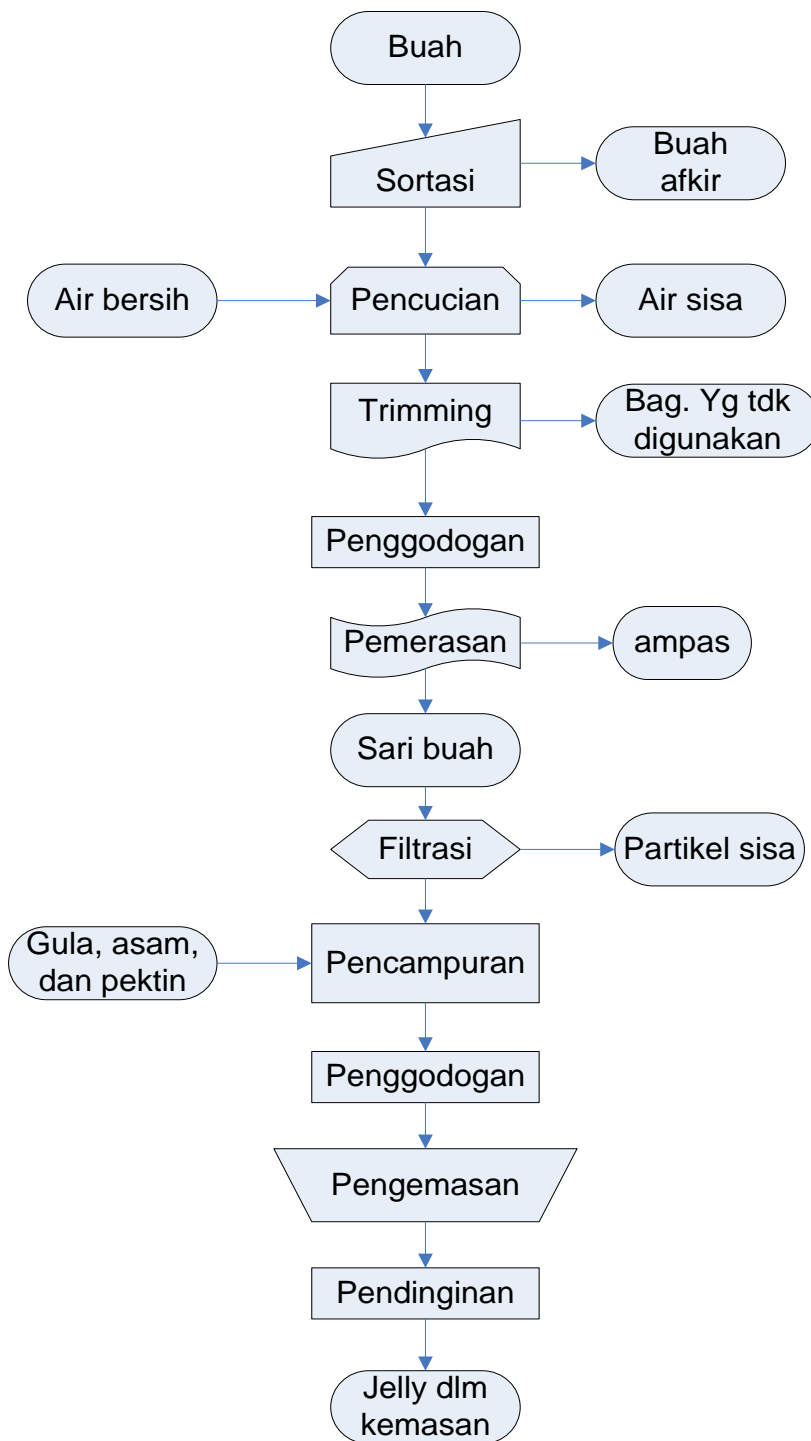 Buah
Sortasi
Buah
afkir
Air bersih
Pencucian
Air sisa
Trimming
Bag. Yg tdk
digunakan
Penggodogan
Pemerasan
ampas
Sari buah
Filtrasi
Partikel sisa
Gula, asam,
dan pektin
Pencampuran
Penggodogan
Pengemasan
Pendinginan
Jelly dlm
kemasan